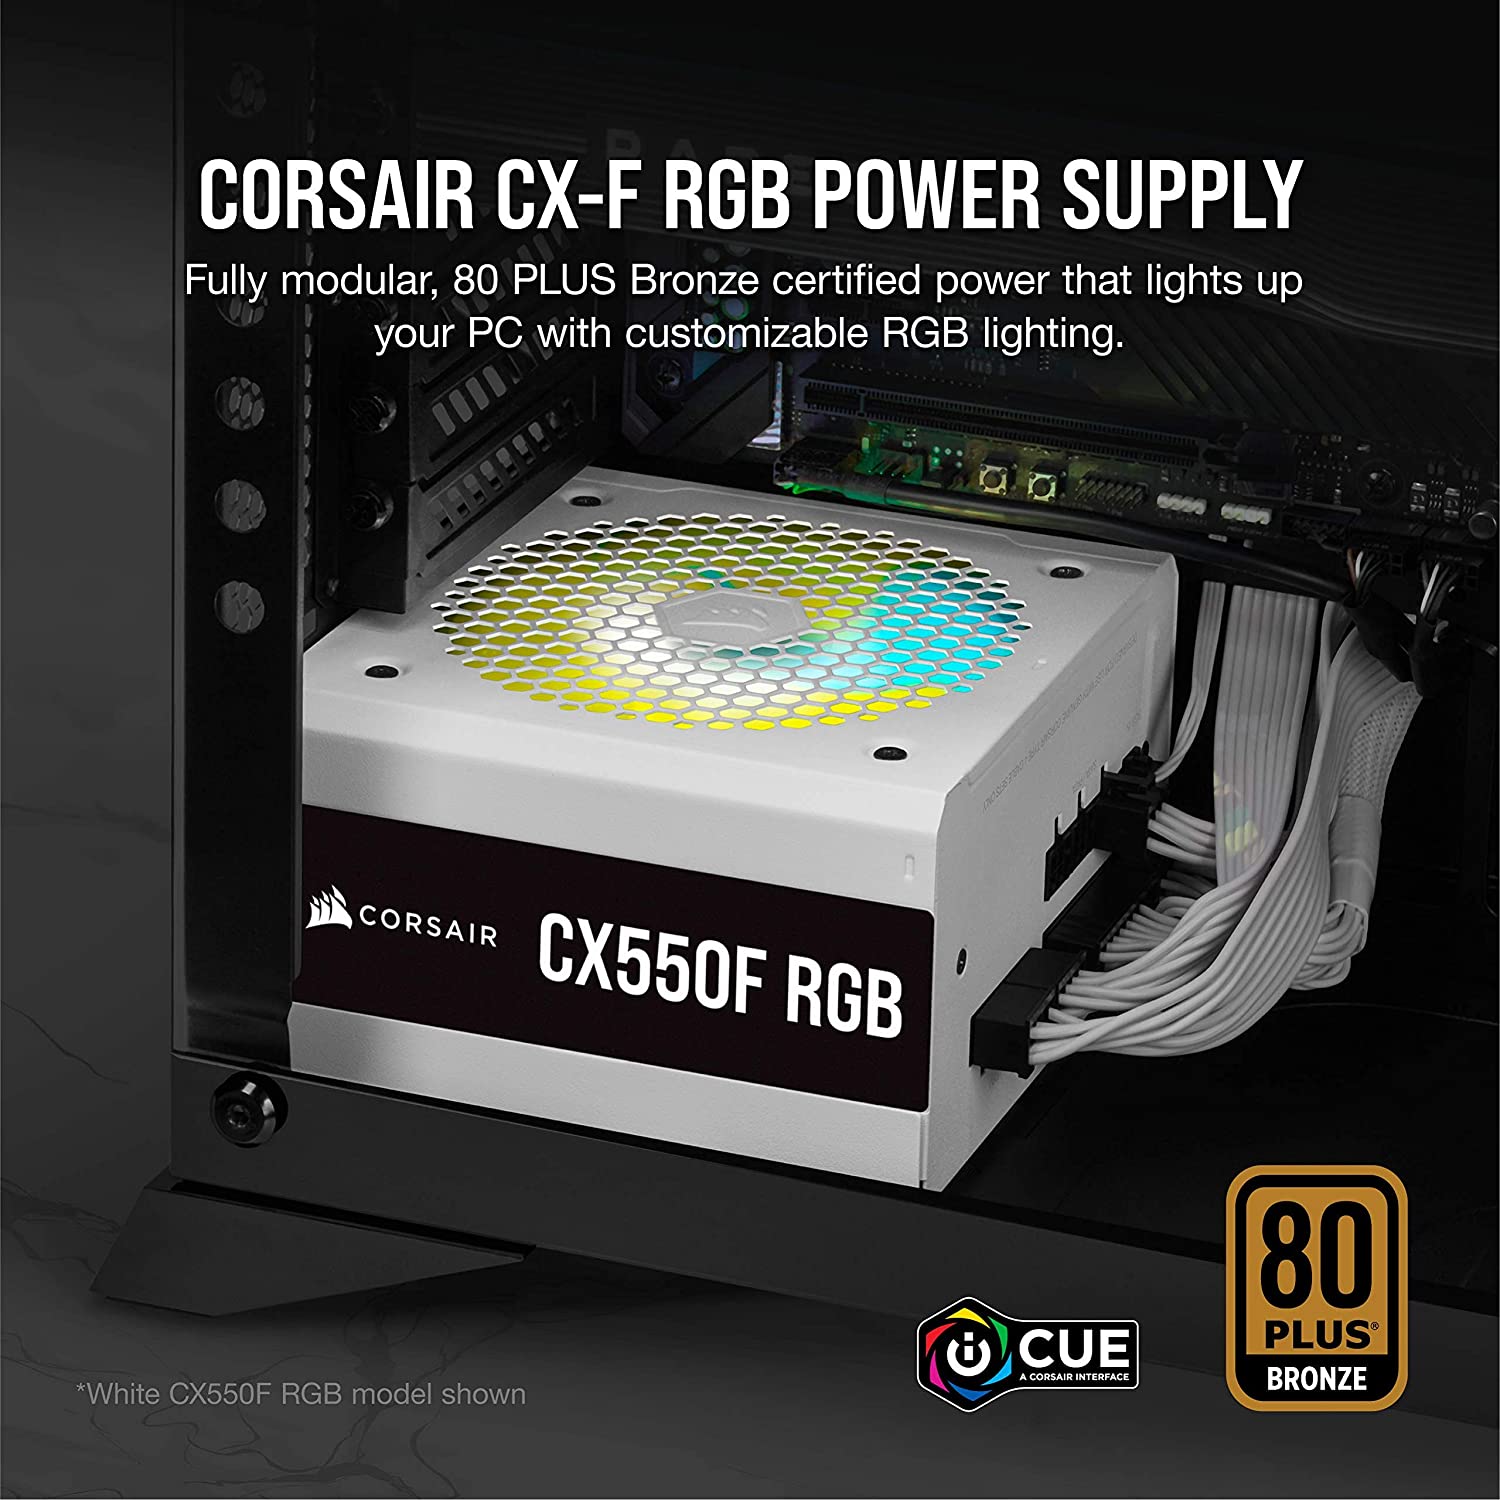 CORSAIR CX-F RGB POWER SUPPLY
Fully modular, 80 PLUS Bronze certified power that lights up
your PC with customizable RGB lighting.
CORSAIR
CX550F RGB
80
PLUS®
BRONZE
iCUE
A CORSAIR INTERFACE
*White CX550F RGB model shown